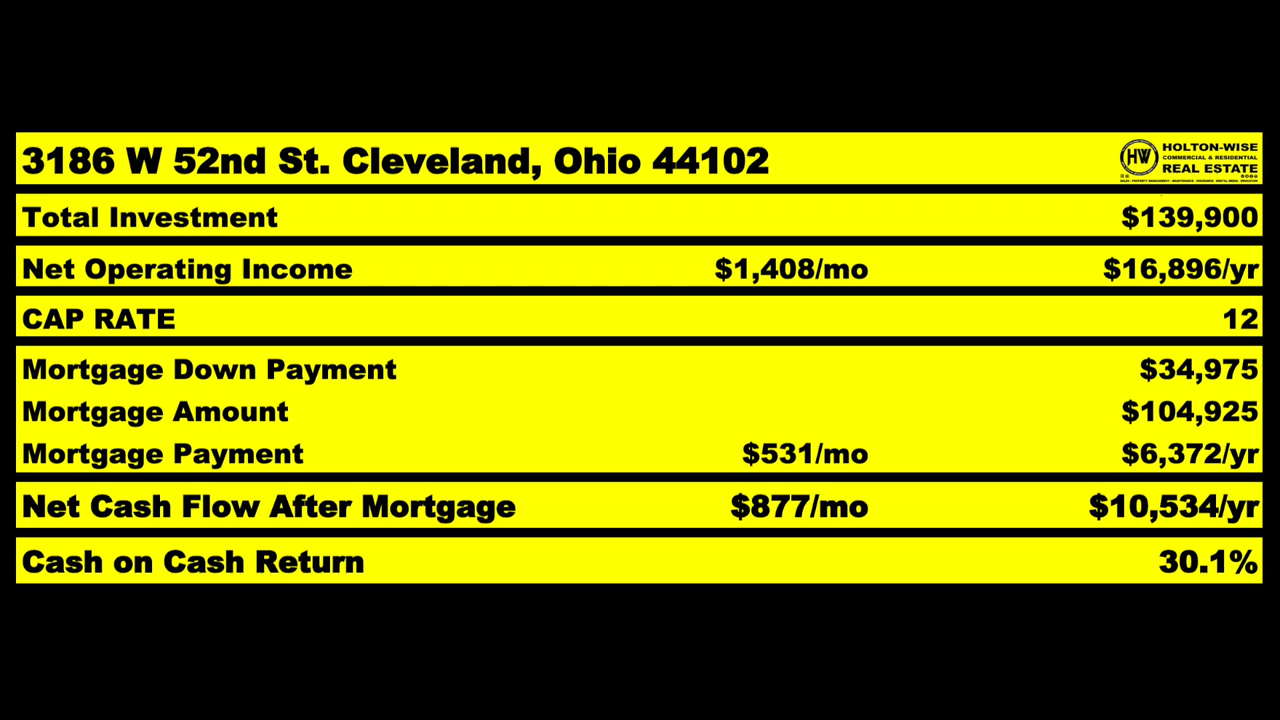 3186 W 52nd St. Cleveland, Ohio 44102
HOLTON-WISE
COMMERCIAL & RESIDENTIAL
REAL ESTATE
HW
Total Investment $139,900
Net Operating Income $1,408/mo $16,896/yr
CAP RATE 12
Mortgage Down Payment $34,975
Mortgage Amount $104,925
Mortgage Payment $531/mo $6,372/yr
Net Cash Flow After Mortgage $877/mo $10,534/yr
Cash on Cash Return 30.1%